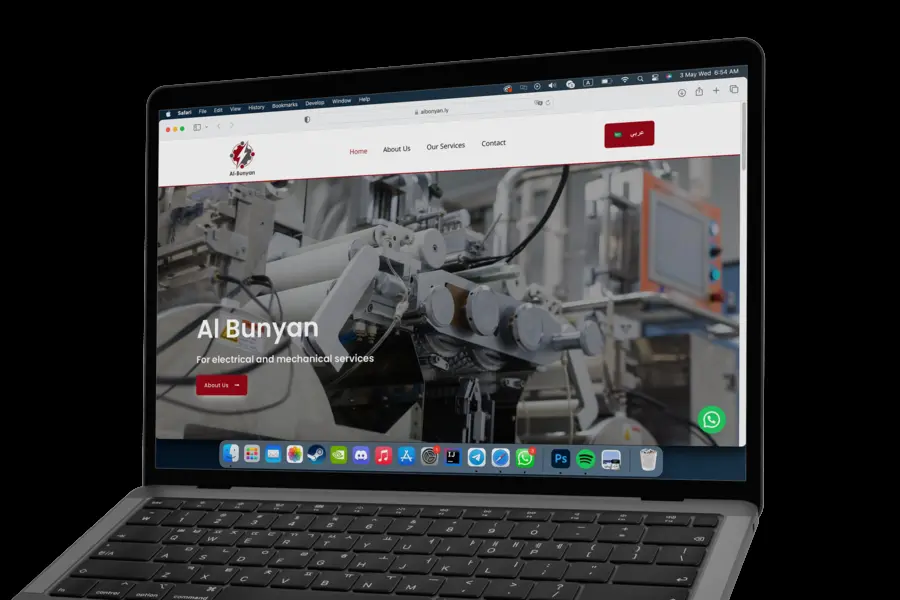 Safari File Edit View History Bookmarks Develop Window Help
A
3 May Wed 6:54 AM
albonyan.ly
Al-Bunyan
Home About Us Our Services Contact
عربي
Al Bunyan
For electrical and mechanical services
About Us
IJ
Ps
control option command